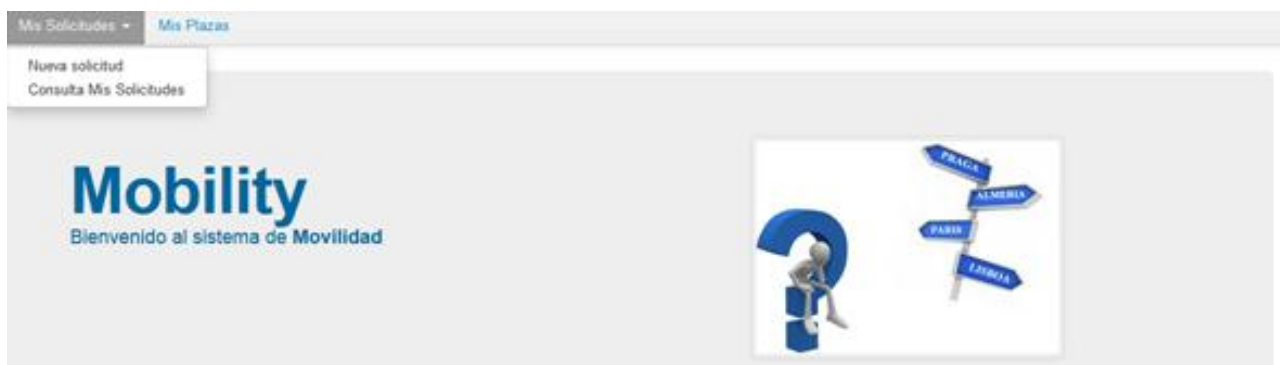 Mis Solicitudes Mis Plazas
Nueva solicitud
Consulta Mis Solicitudes
Mobility
Bienvenido al sistema de Movilidad
PRAGA
ALMERIA
PARIS
LISBOA